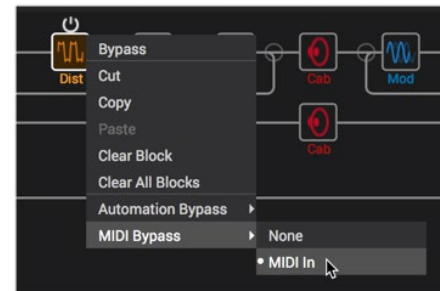 Bypass
Dist
Cut
Copy
Paste
Clear Block
Clear All Blocks
Automation Bypass
MIDI Bypass
None
MIDI In
Cab
Mod
Cab